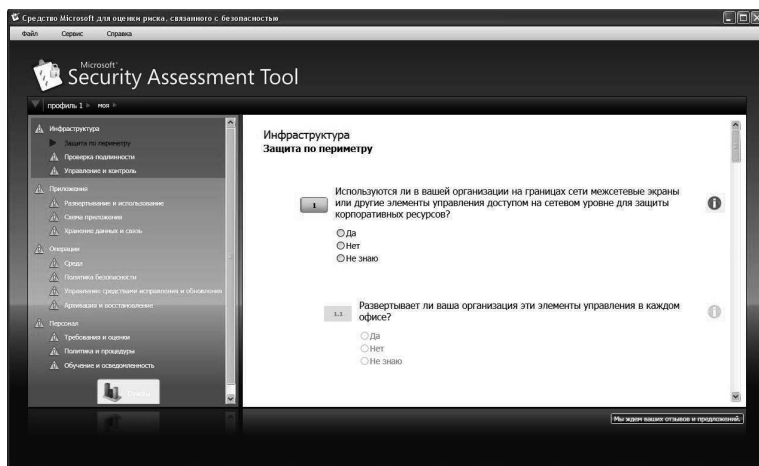 Средство Microsoft для оценки риска, связанного с безопасностью
Файл Сервис Справка
Microsoft
Security Assessment Tool
профиль 1 моя
Инфраструктура
Защита по периметру
Проверка подлинности
Управление и контроль
Приложения
Развертывание и использование
Схема приложения
Хранение данных и связь
Операции
Среда
Политика безопасности
Управление средствами исправления и обновления
Архивация и восстановление
Персонал
Требования и оценки
Политика и процедуры
Обучение и осведомленность
Инфраструктура
Защита по периметру
1
Используются ли в вашей организации на границах сети межсетевые экраны
или другие элементы управления доступом на сетевом уровне для защиты
корпоративных ресурсов?
Да
Нет
Не знаю
1.1
Развертывает ли ваша организация эти элементы управления в каждом
офисе?
Да
Нет
Не знаю
Мы ждем ваших отзывов и предложений.